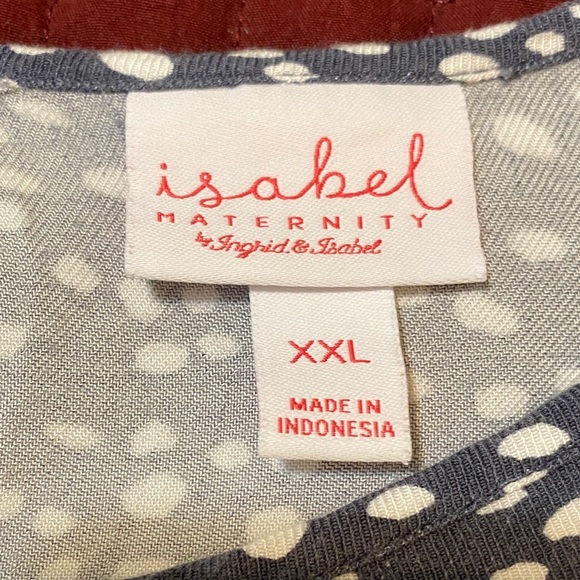 isabel
MATERNITY
by Ingrid & Isabel
XXL
MADE IN
INDONESIA